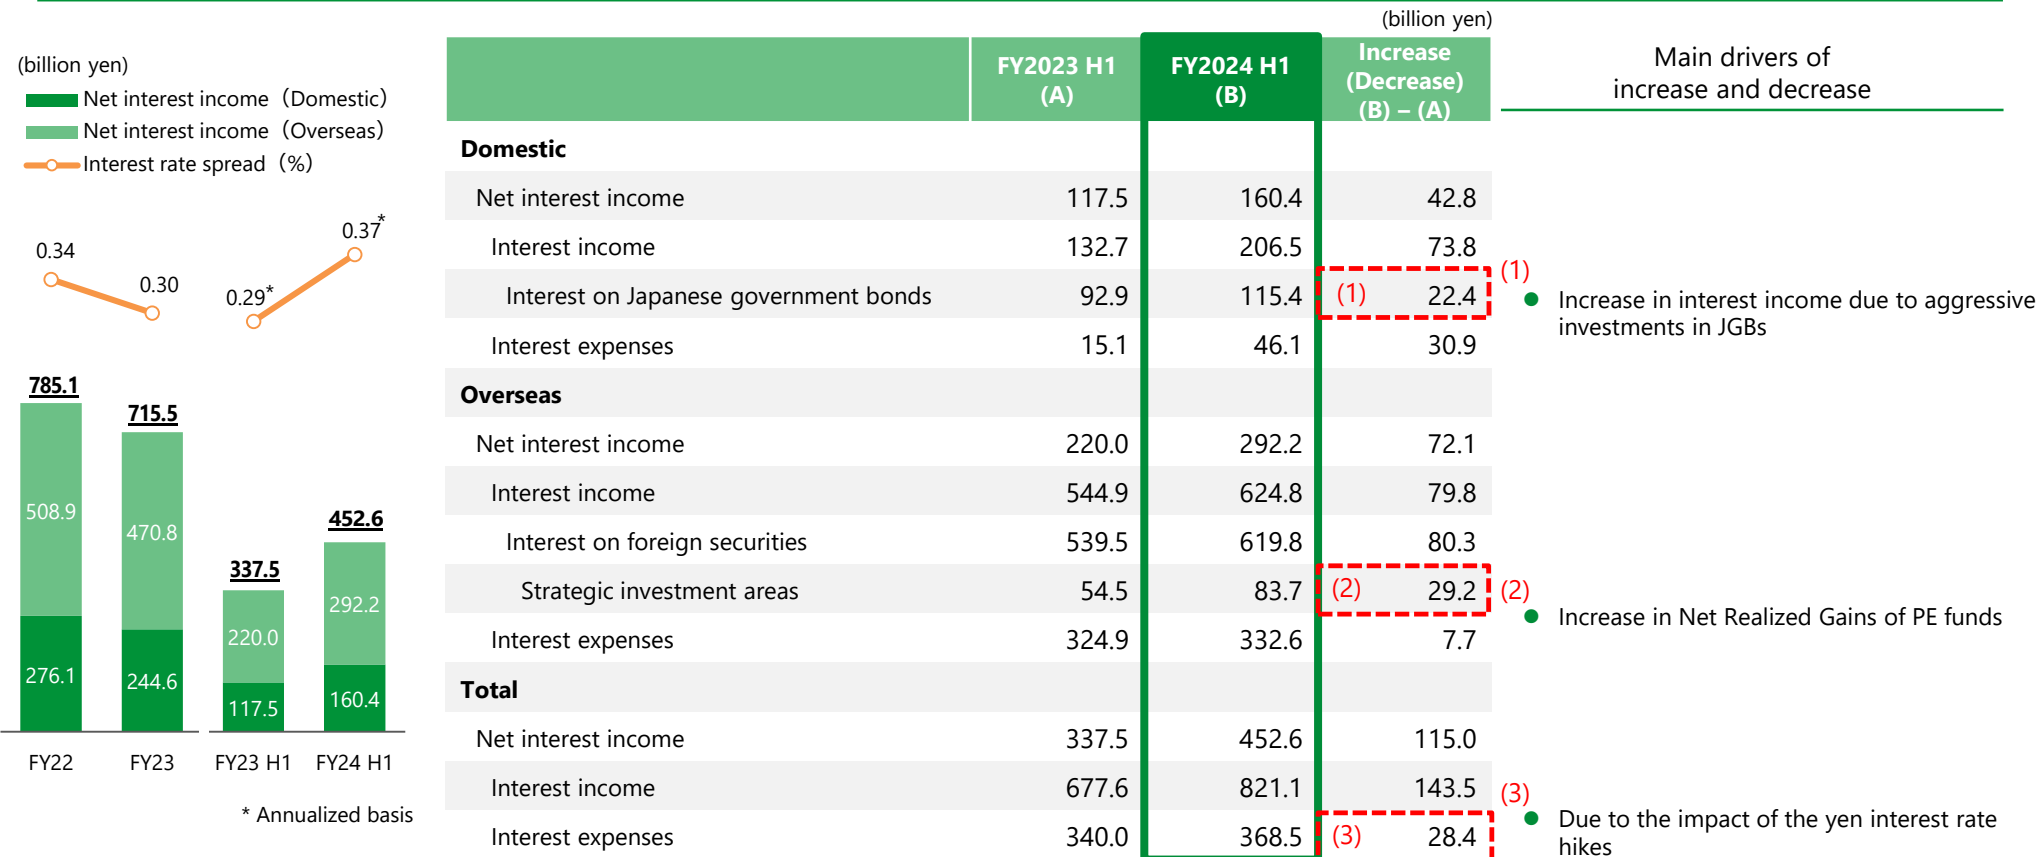 (billion yen)
Net interest income（Domestic）
Net interest income（Overseas）
Interest rate spread（%）
0.34
0.30
0.29*
0.37*
785.1
715.5
337.5
452.6
508.9
470.8
220.0
292.2
276.1
244.6
117.5
160.4
FY22 FY23 FY23 H1 FY24 H1
* Annualized basis
(billion yen)
FY2023 H1 (A)
FY2024 H1 (B)
Increase (Decrease) (B) – (A)
Domestic
Net interest income 117.5 160.4 42.8
Interest income 132.7 206.5 73.8
Interest on Japanese government bonds 92.9 115.4 (1) 22.4
Interest expenses 15.1 46.1 30.9
Overseas
Net interest income 220.0 292.2 72.1
Interest income 544.9 624.8 79.8
Interest on foreign securities 539.5 619.8 80.3
Strategic investment areas 54.5 83.7 (2) 29.2
Interest expenses 324.9 332.6 7.7
Total
Net interest income 337.5 452.6 115.0
Interest income 677.6 821.1 143.5
Interest expenses 340.0 368.5 (3) 28.4
Main drivers of
increase and decrease
(1)
● Increase in interest income due to aggressive
investments in JGBs
(2)
● Increase in Net Realized Gains of PE funds
(3)
● Due to the impact of the yen interest rate
hikes